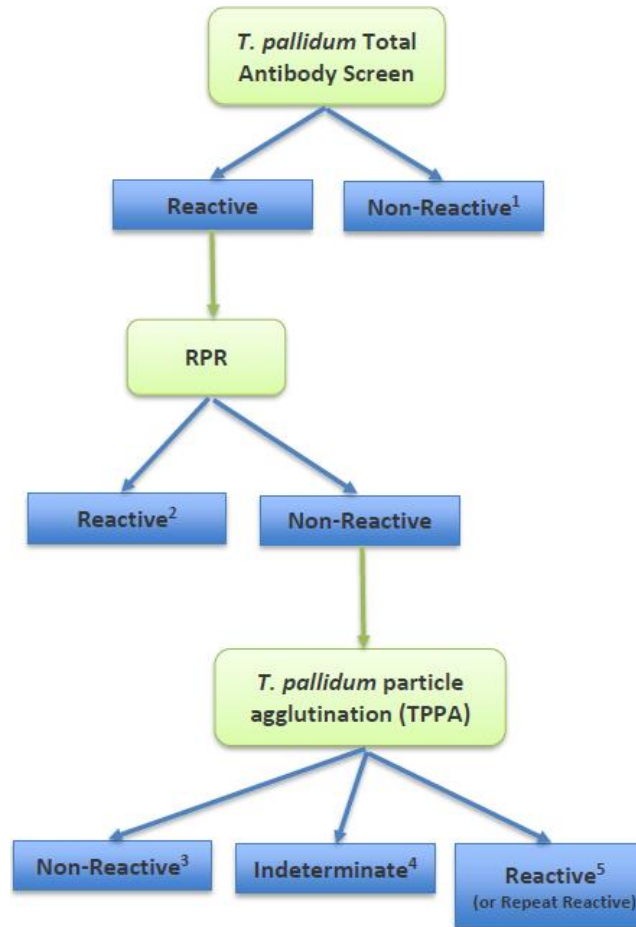 T. pallidum Total
Antibody Screen
Reactive
Non-Reactive¹
RPR
Reactive²
Non-Reactive
T. pallidum particle
agglutination (TPPA)
Non-Reactive³
Indeterminate⁴
Reactive⁵
(or Repeat Reactive)